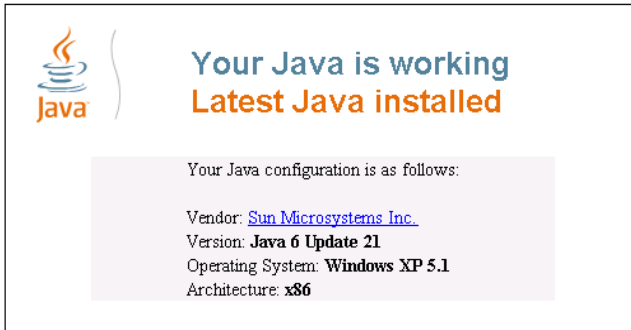 Java
Your Java is working
Latest Java installed
Your Java configuration is as follows:
Vendor: Sun Microsystems Inc.
Version: Java 6 Update 21
Operating System: Windows XP 5.1
Architecture: x86